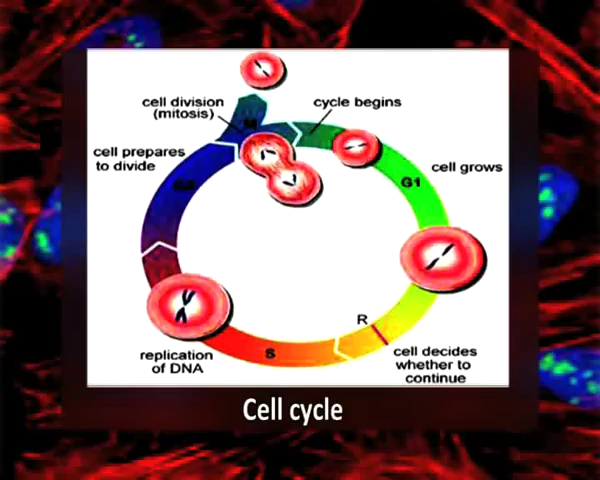 cell division
(mitosis)
cycle begins
M
cell prepares
to divide
G2
G1
cell grows
R
S
replication
of DNA
cell decides
whether to
continue
Cell cycle